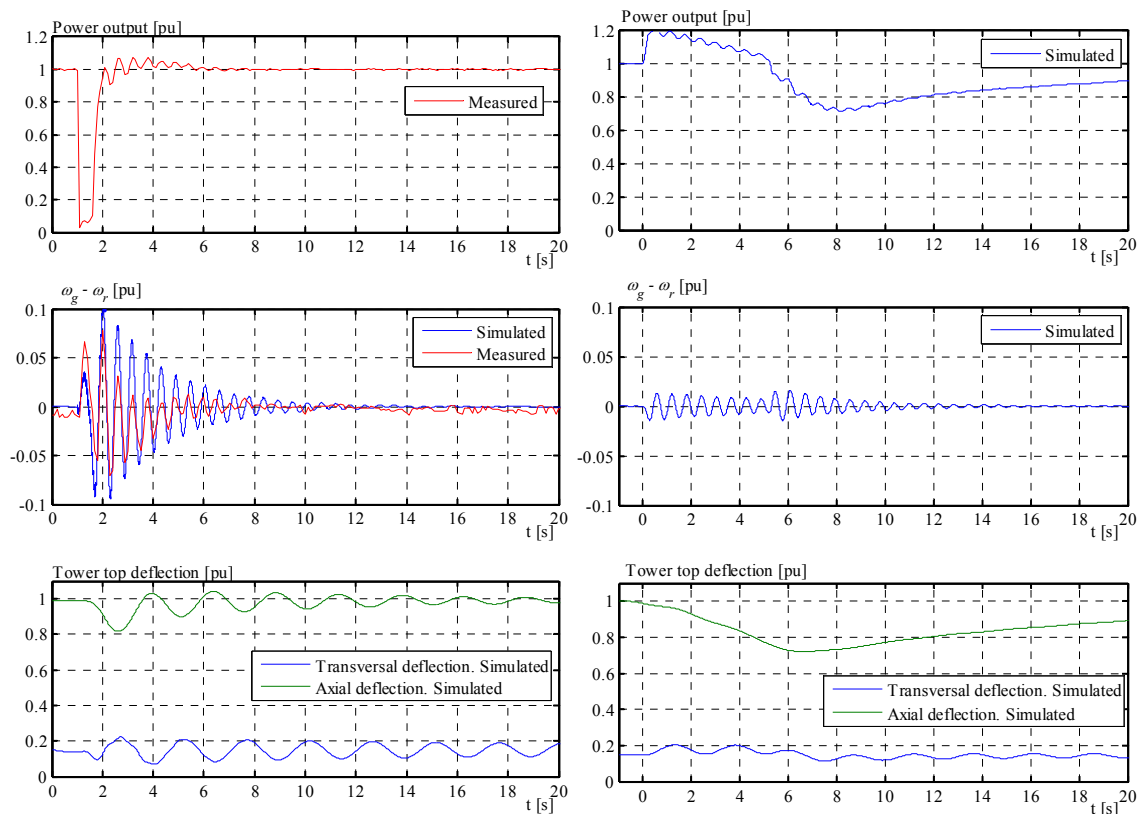 Power output [pu]
1.2
1
0.8
0.6
0.4
0.2
0
Measured
0 2 4 6 8 10 12 14 16 18 20
t [s]
ω_g - ω_r [pu]
0.1
0.05
0
-0.05
-0.1
Simulated
Measured
0 2 4 6 8 10 12 14 16 18 20
t [s]
Tower top deflection [pu]
1
0.8
0.6
0.4
0.2
0
Transversal deflection. Simulated
Axial deflection. Simulated
0 2 4 6 8 10 12 14 16 18 20
t [s]
Power output [pu]
1.2
1
0.8
0.6
0.4
0.2
0
Simulated
0 2 4 6 8 10 12 14 16 18 20
t [s]
ω_g - ω_r [pu]
0.1
0.05
0
-0.05
-0.1
Simulated
0 2 4 6 8 10 12 14 16 18 20
t [s]
Tower top deflection [pu]
1
0.8
0.6
0.4
0.2
0
Transversal deflection. Simulated
Axial deflection. Simulated
0 2 4 6 8 10 12 14 16 18 20
t [s]